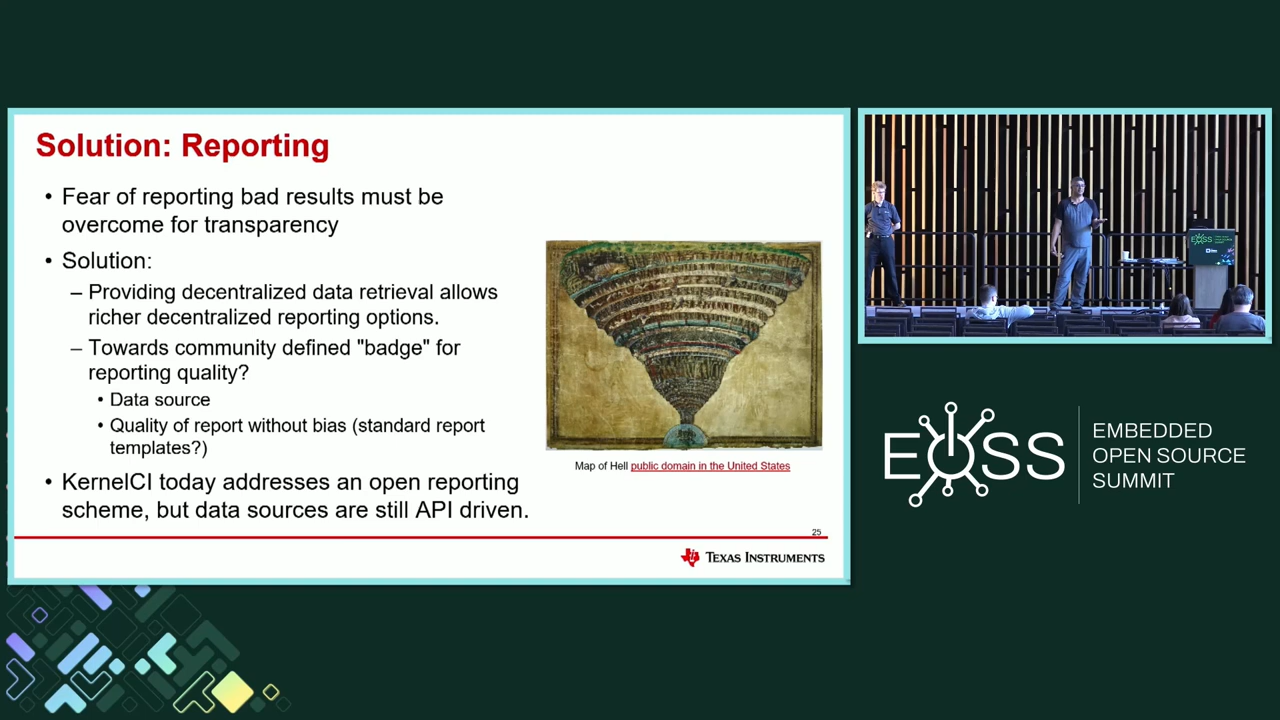 Solution: Reporting
• Fear of reporting bad results must be
overcome for transparency
• Solution:
– Providing decentralized data retrieval allows
richer decentralized reporting options.
– Towards community defined "badge" for
reporting quality?
• Data source
• Quality of report without bias (standard report
templates?)
• KernelCI today addresses an open reporting
scheme, but data sources are still API driven.
Map of Hell public domain in the United States
25
TEXAS INSTRUMENTS
EOSS
EOSS
EMBEDDED
OPEN SOURCE
SUMMIT